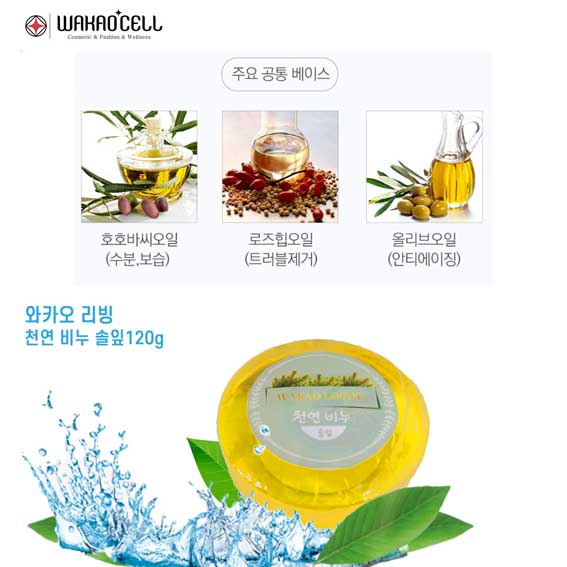 WAKAO CELL
Cosmetic & Fashion & Wellness
주요 공통 베이스
호호바씨오일
(수분,보습)
로즈힙오일
(트러블제거)
올리브오일
(안티에이징)
와카오 리빙
천연 비누 솔잎120g
WAKAO LIVING
천연 비누
솔잎